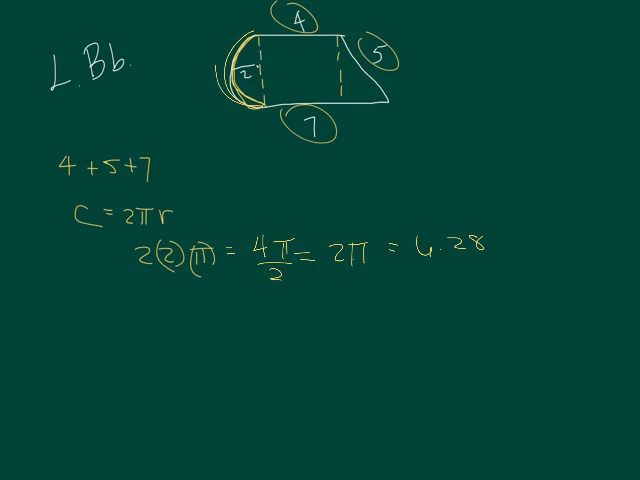 4
L.Bb.
5
2
7
4 + 5 + 7
C = 2πr
2(2)(π) = 4π/2 = 2π = 6.28